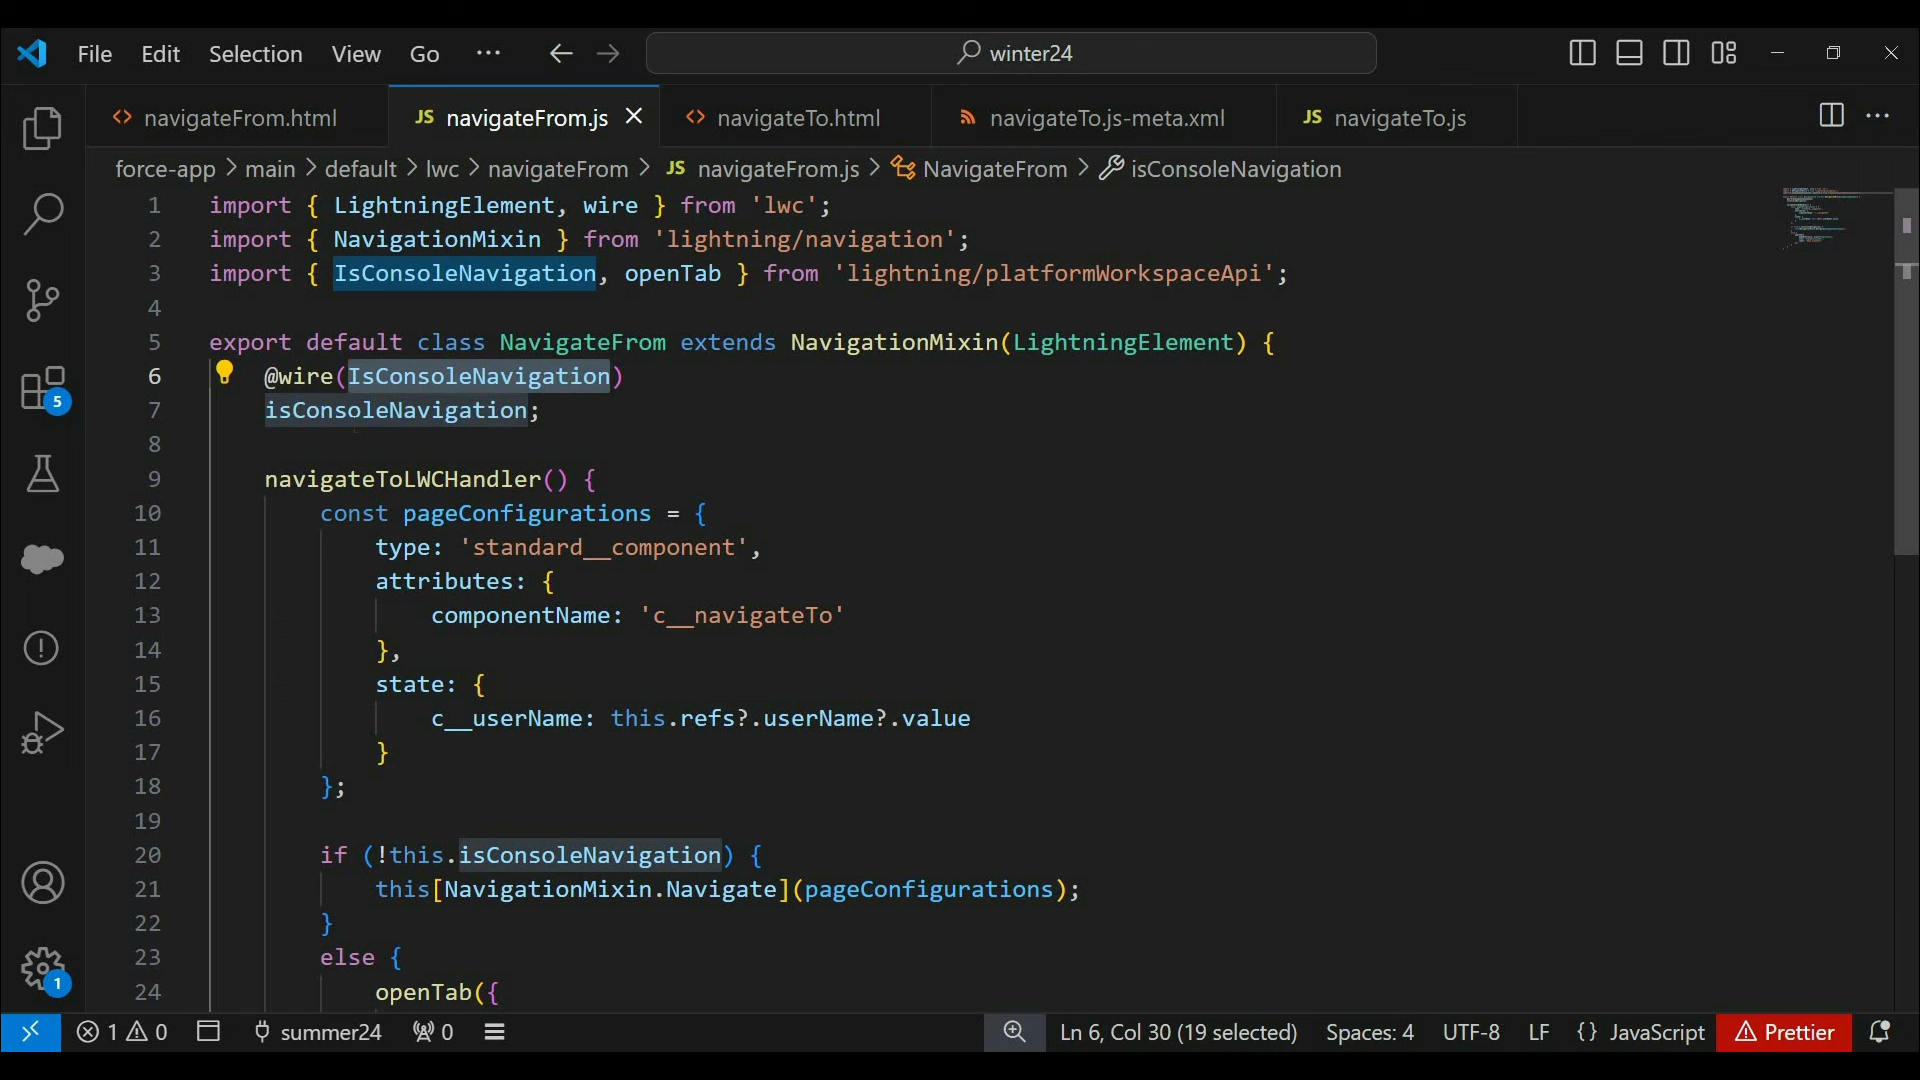 File Edit Selection View Go ··· winter24
navigateFrom.html JS navigateFrom.js navigateTo.html navigateTo.js-meta.xml JS navigateTo.js
force-app > main > default > lwc > navigateFrom > JS navigateFrom.js > NavigateFrom > isConsoleNavigation
1 import { LightningElement, wire } from 'lwc';
2 import { NavigationMixin } from 'lightning/navigation';
3 import { IsConsoleNavigation, openTab } from 'lightning/platformWorkspaceApi';
4
5 export default class NavigateFrom extends NavigationMixin(LightningElement) {
6 @wire(IsConsoleNavigation)
7 isConsoleNavigation;
8
9 navigateToLWCHandler() {
10 const pageConfigurations = {
11 type: 'standard__component',
12 attributes: {
13 componentName: 'c__navigateTo'
14 },
15 state: {
16 c__userName: this.refs?.userName?.value
17 }
18 };
19
20 if (!this.isConsoleNavigation) {
21 this[NavigationMixin.Navigate](pageConfigurations);
22 }
23 else {
24 openTab({
5
1
1 0 summer24 0 Ln 6, Col 30 (19 selected) Spaces: 4 UTF-8 LF {} JavaScript Prettier